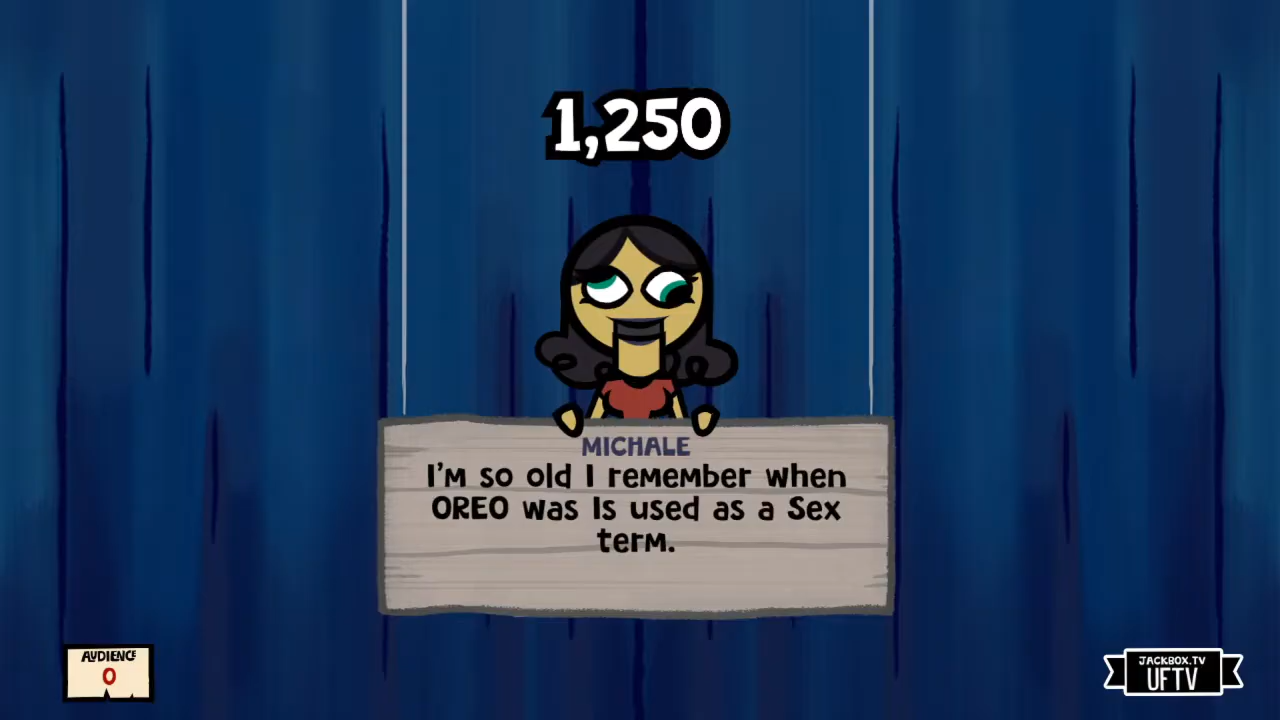 1,250
MICHALE
I'm so old I remember when
OREO was Is used as a Sex
term.
AUDIENCE
0
JACKBOX.TV
UFTV